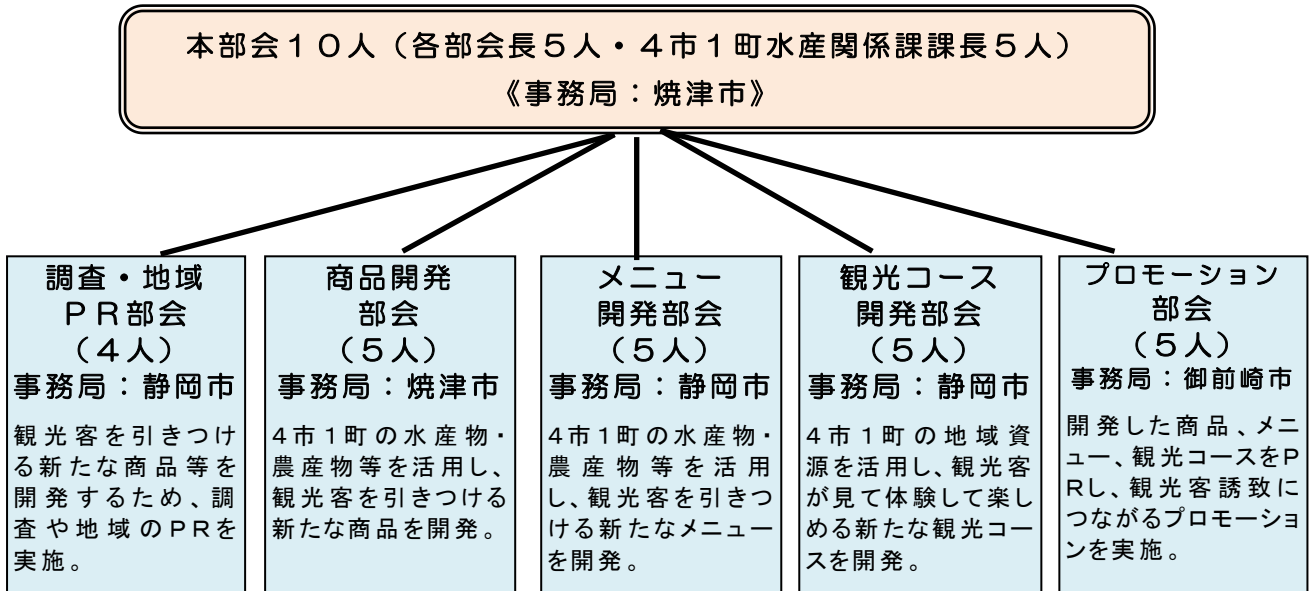 本部会１０人（各部会長５人・４市１町水産関係課課長５人）
《事務局：焼津市》
調査・地域
ＰＲ部会
（４人）
事務局：静岡市
観光客を引きつけ
る新たな商品等を
開発するため、調
査や地域のPRを
実施。
商品開発
部会
（５人）
事務局：焼津市
4市1町の水産物・
農産物等を活用し、
観光客を引きつける
新たな商品を開発。
メニュー
開発部会
（５人）
事務局：静岡市
4市1町の水産物・
農産物等を活用
し、観光客を引きつ
ける新たなメニュー
を開発。
観光コース
開発部会
（５人）
事務局：静岡市
4市1町の地域資
源を活用し、観光客
が見て体験して楽し
める新たな観光コー
スを開発。
プロモーション
部会
（５人）
事務局：御前崎市
開発した商品、メニ
ュー、観光コースをP
Rし、観光客誘致に
つながるプロモーショ
ンを実施。